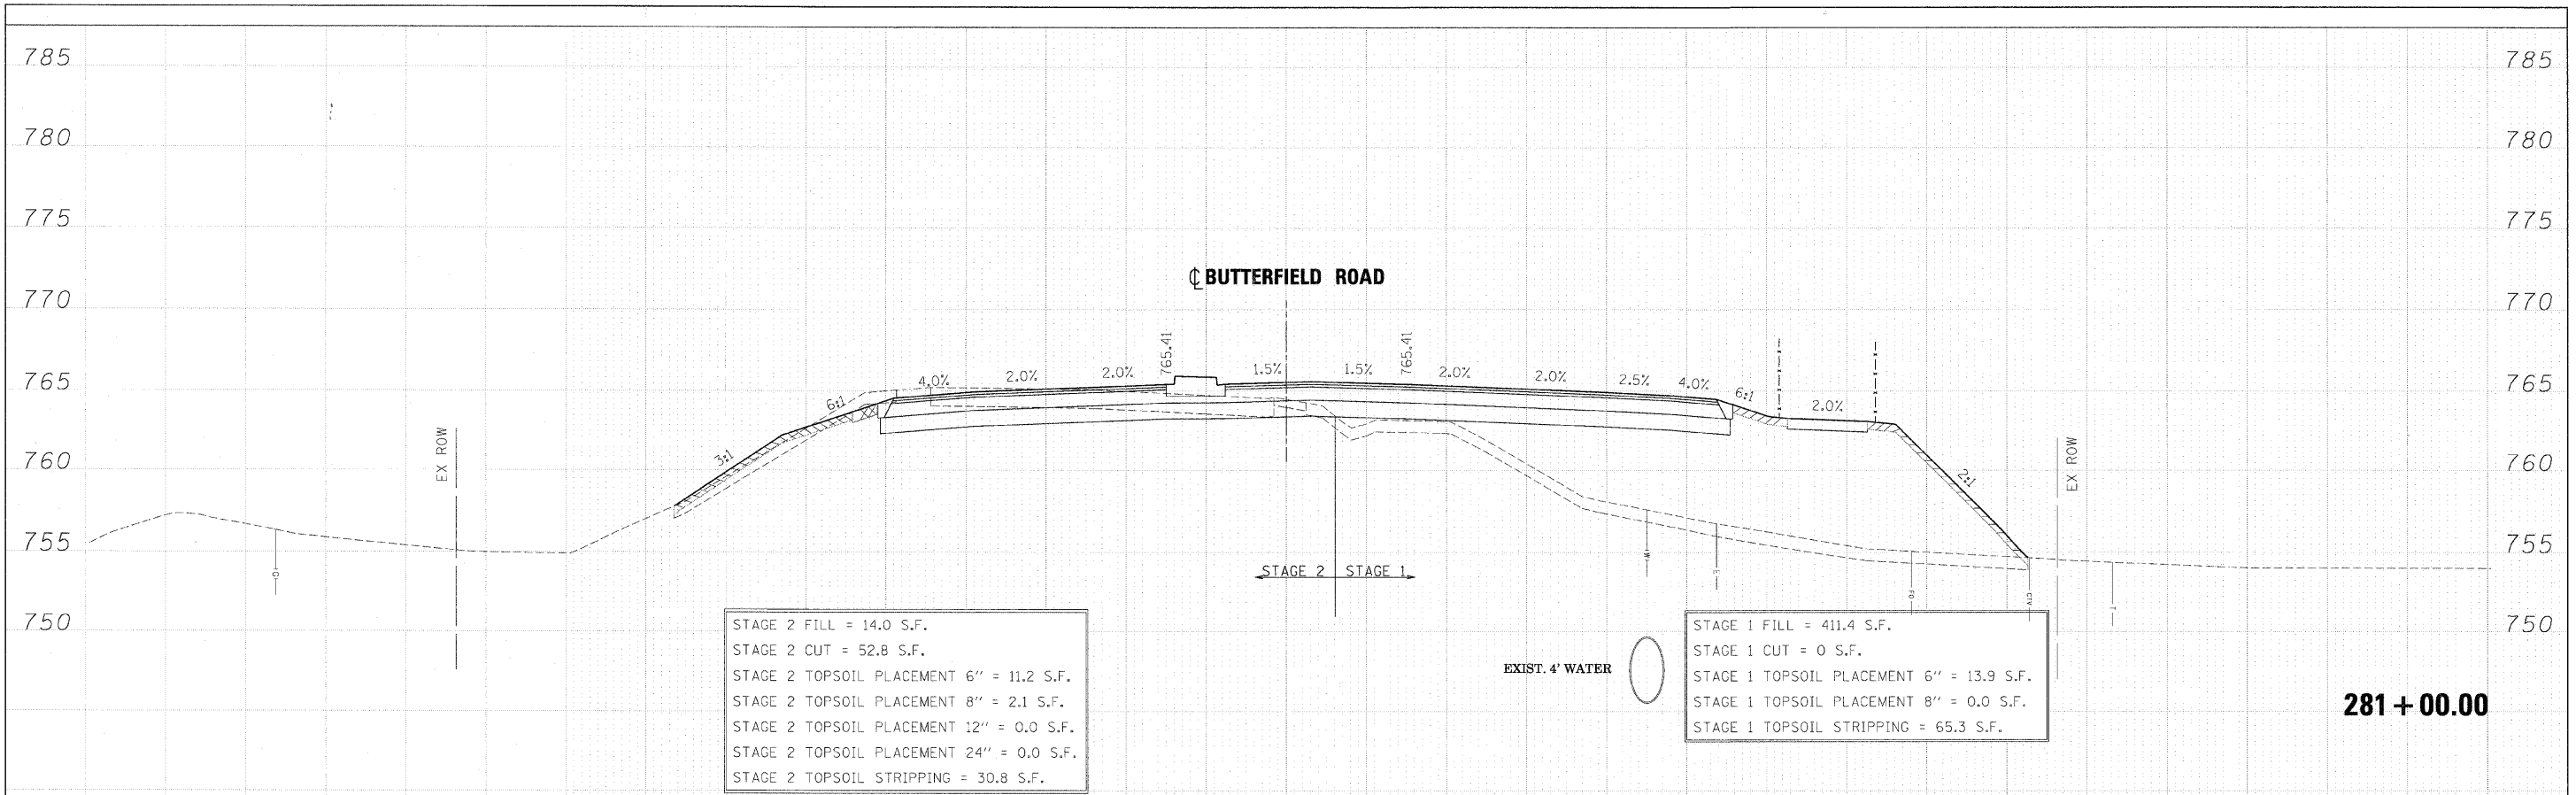 785 785
780 780
775 775
770 770
765 765
760 760
755 755
750 750
℄ BUTTERFIELD ROAD
765.41 765.41
4.0% 2.0% 2.0% 1.5% 1.5% 2.0% 2.0% 2.5% 4.0%
6:1 6:1
2.0%
3:1 2:1
EX ROW EX ROW
G W E FO CTV T
STAGE 2 STAGE 1
STAGE 2 FILL = 14.0 S.F.
STAGE 2 CUT = 52.8 S.F.
STAGE 2 TOPSOIL PLACEMENT 6'' = 11.2 S.F.
STAGE 2 TOPSOIL PLACEMENT 8'' = 2.1 S.F.
STAGE 2 TOPSOIL PLACEMENT 12'' = 0.0 S.F.
STAGE 2 TOPSOIL PLACEMENT 24'' = 0.0 S.F.
STAGE 2 TOPSOIL STRIPPING = 30.8 S.F.
EXIST. 4' WATER
STAGE 1 FILL = 411.4 S.F.
STAGE 1 CUT = 0 S.F.
STAGE 1 TOPSOIL PLACEMENT 6'' = 13.9 S.F.
STAGE 1 TOPSOIL PLACEMENT 8'' = 0.0 S.F.
STAGE 1 TOPSOIL STRIPPING = 65.3 S.F.
281+00.00